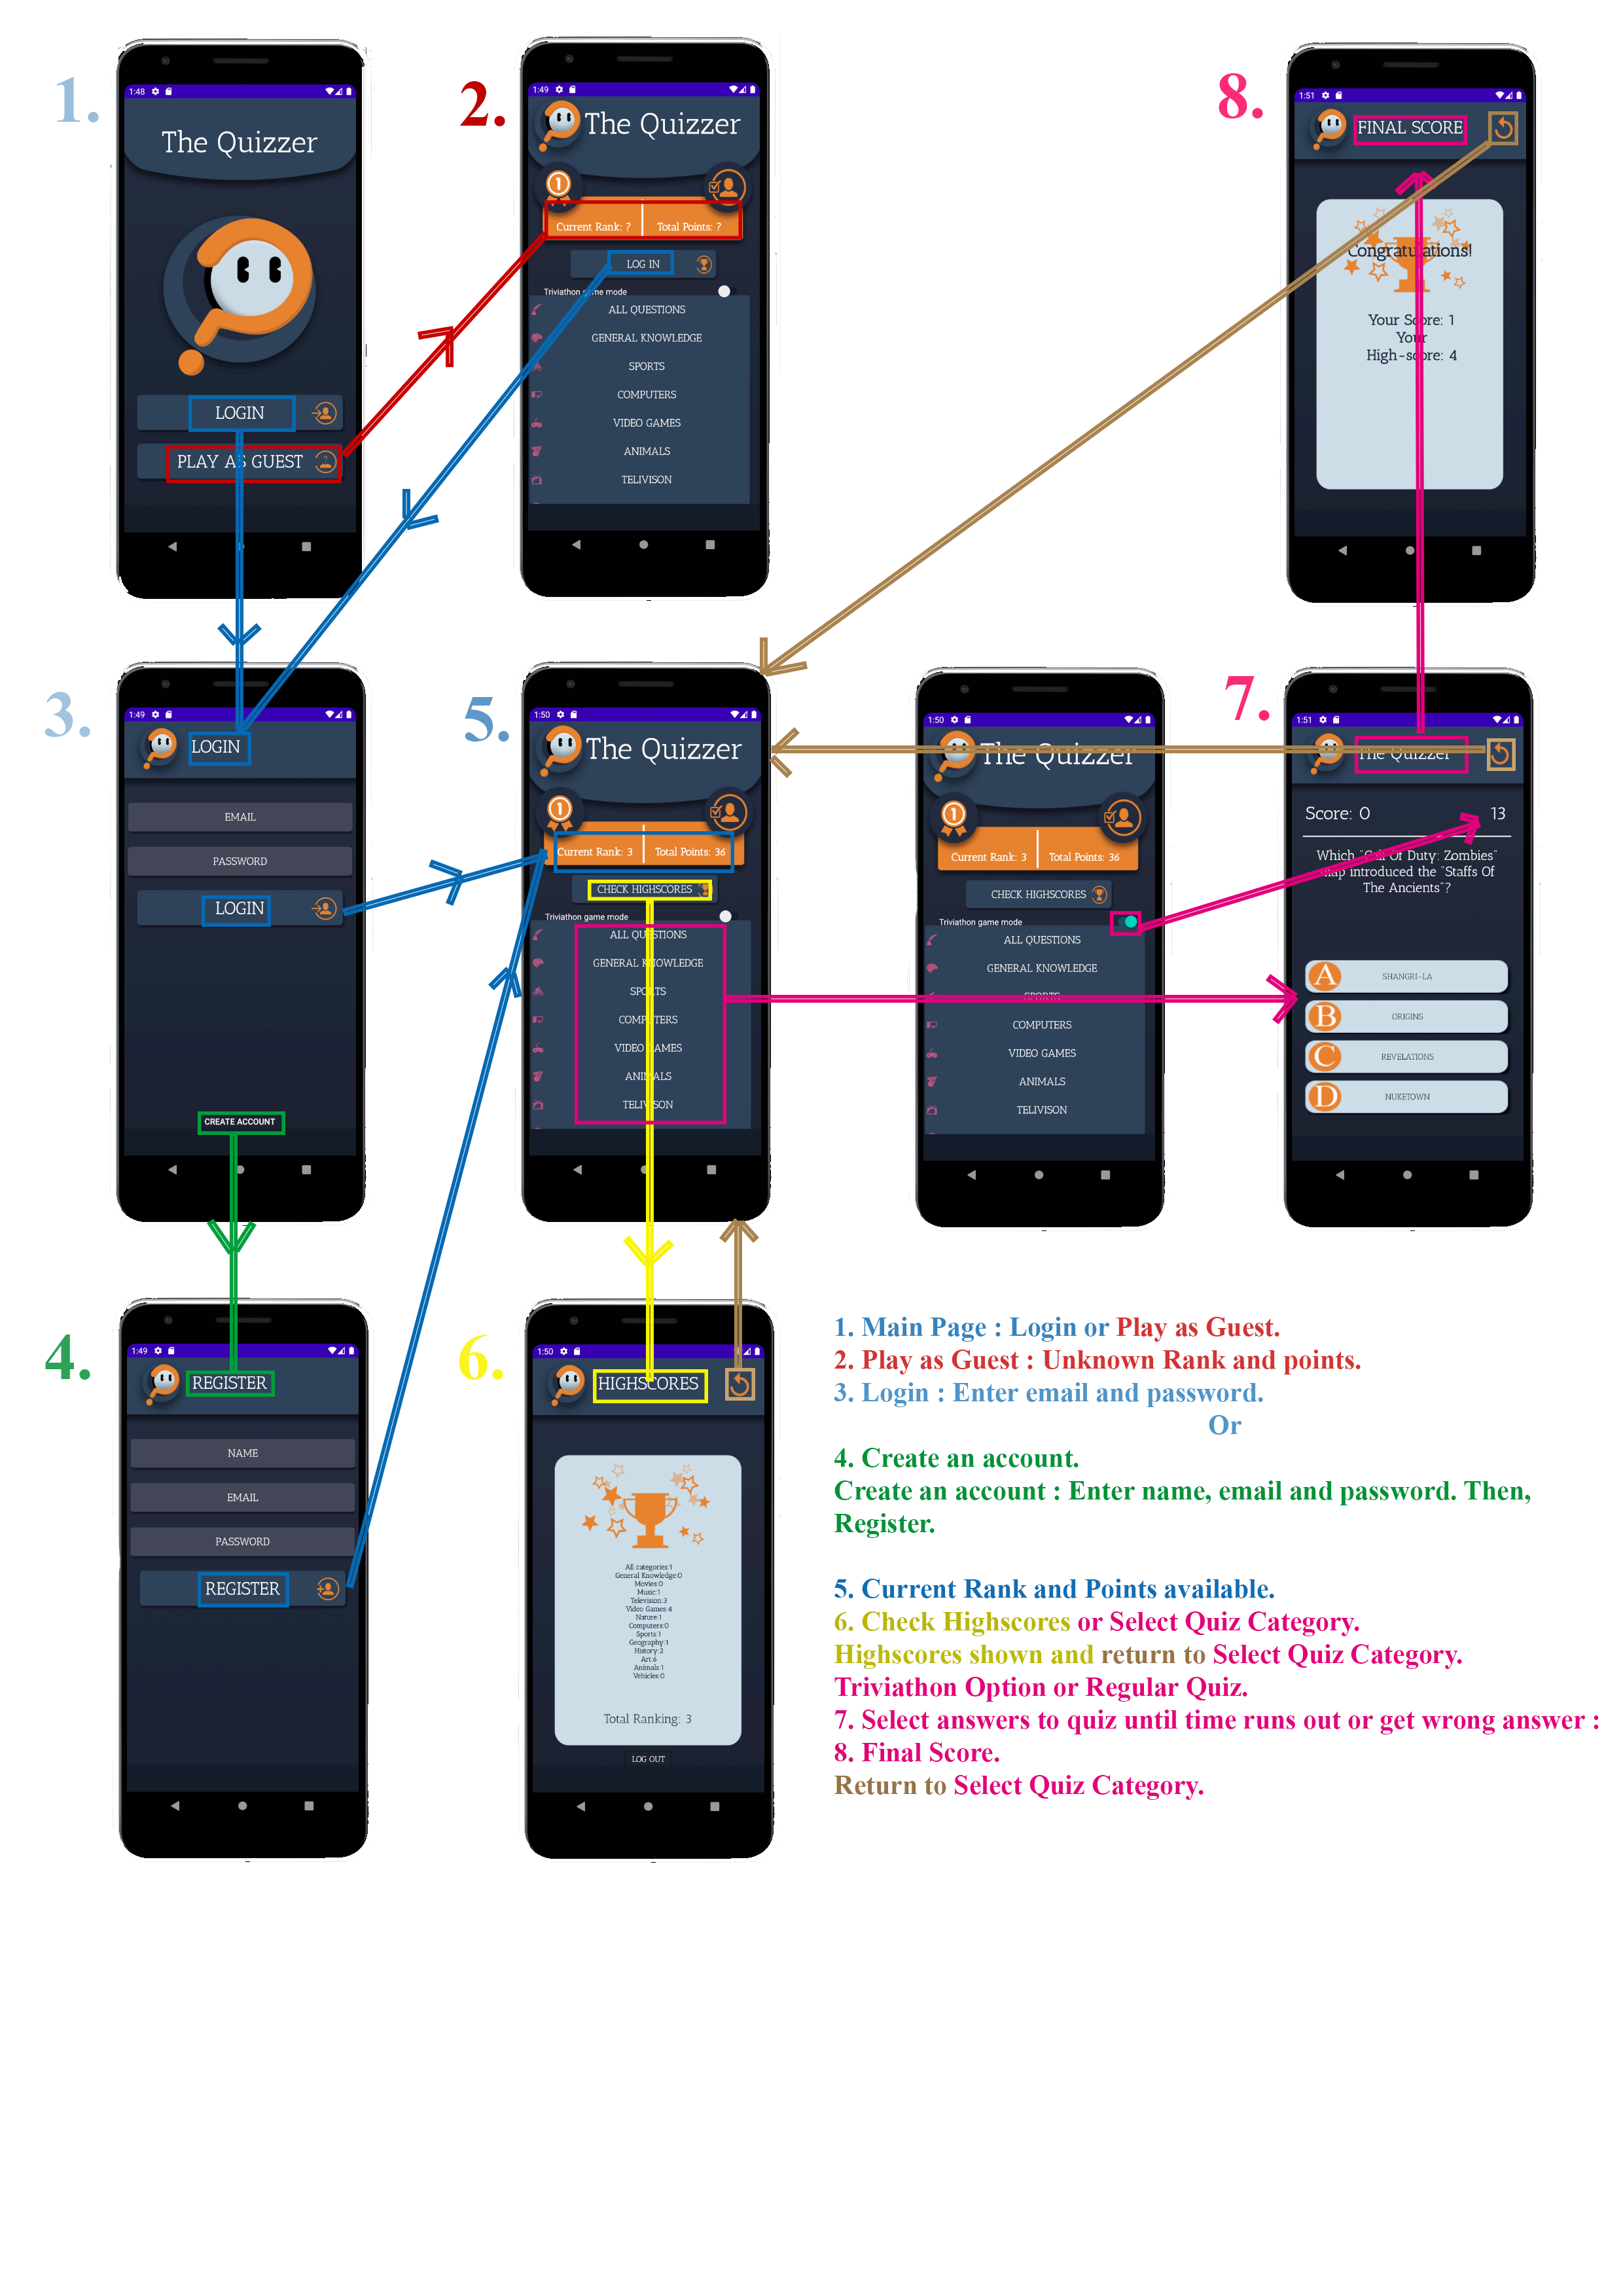 1.
1:48
The Quizzer
LOGIN
PLAY AS GUEST
2.
1:49
The Quizzer
1
Current Rank: ? Total Points: ?
LOG IN
Triviathon game mode
ALL QUESTIONS
GENERAL KNOWLEDGE
SPORTS
COMPUTERS
VIDEO GAMES
ANIMALS
TELIVISON
8.
1:51
FINAL SCORE
Congratulations!
Your Score: 1
Your
High-score: 4
3.
1:49
LOGIN
EMAIL
PASSWORD
LOGIN
CREATE ACCOUNT
5.
1:50
The Quizzer
1
Current Rank: 3 Total Points: 36
CHECK HIGHSCORES
Triviathon game mode
ALL QUESTIONS
GENERAL KNOWLEDGE
SPORTS
COMPUTERS
VIDEO GAMES
ANIMALS
TELIVISON
1:50
The Quizzer
1
Current Rank: 3 Total Points: 36
CHECK HIGHSCORES
Triviathon game mode
ALL QUESTIONS
GENERAL KNOWLEDGE
SPORTS
COMPUTERS
VIDEO GAMES
ANIMALS
TELIVISON
7.
1:51
The Quizzer
Score: 0 13
Which "Call Of Duty: Zombies"
map introduced the "Staffs Of
The Ancients"?
A SHANGRI-LA
B ORIGINS
C REVELATIONS
D NUKETOWN
4.
1:49
REGISTER
NAME
EMAIL
PASSWORD
REGISTER
6.
1:50
HIGHSCORES
All categories:1
General Knowledge:0
Movies:0
Music:1
Television:3
Video Games:4
Nature:1
Computers:0
Sports:1
Geography:1
History:2
Art:6
Animals:1
Vehicles:0
Total Ranking: 3
LOG OUT
1. Main Page : Login or Play as Guest.
2. Play as Guest : Unknown Rank and points.
3. Login : Enter email and password.
Or
4. Create an account.
Create an account : Enter name, email and password. Then,
Register.
5. Current Rank and Points available.
6. Check Highscores or Select Quiz Category.
Highscores shown and return to Select Quiz Category.
Triviathon Option or Regular Quiz.
7. Select answers to quiz until time runs out or get wrong answer :
8. Final Score.
Return to Select Quiz Category.